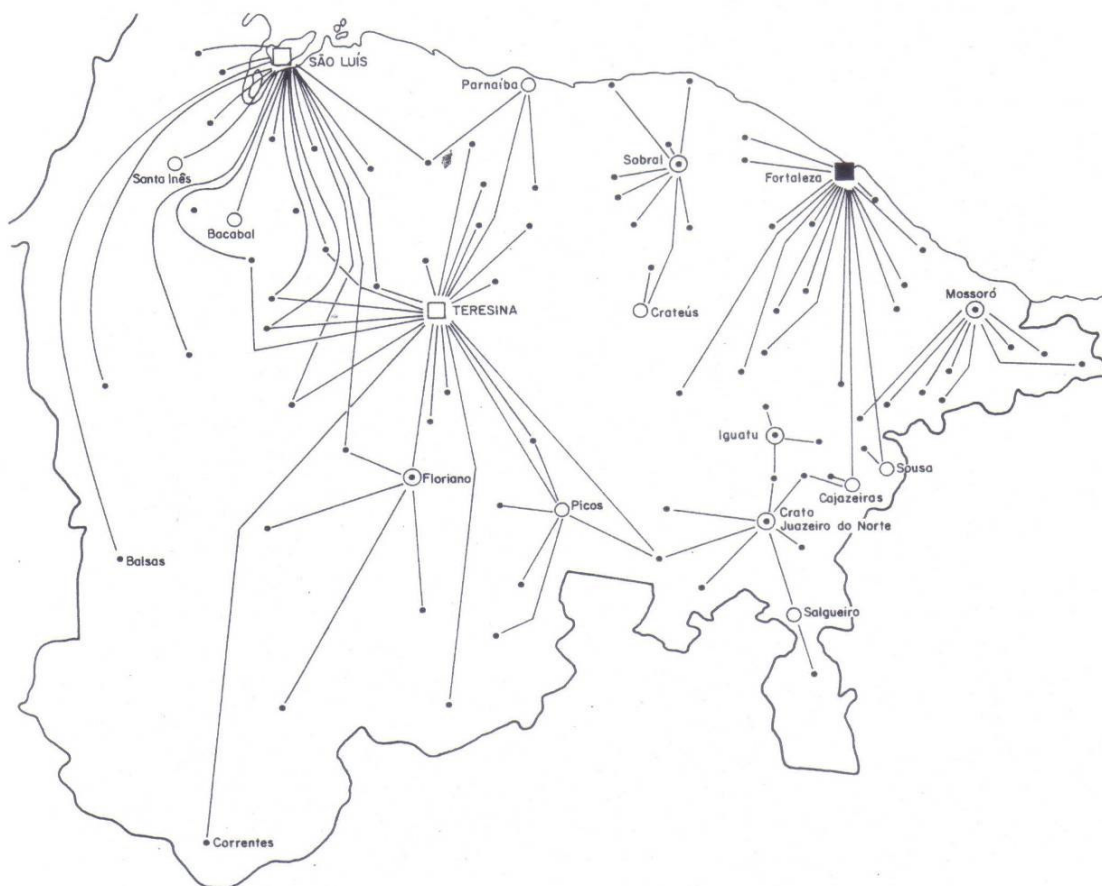 SÃO LUÍS
Parnaíba
Santa Inês
Sobral
Fortaleza
Bacabal
TERESINA
Crateús
Mossoró
Iguatu
Sousa
Floriano
Picos
Cajazeiras
Crato
Juazeiro do Norte
Balsas
Salgueiro
Correntes